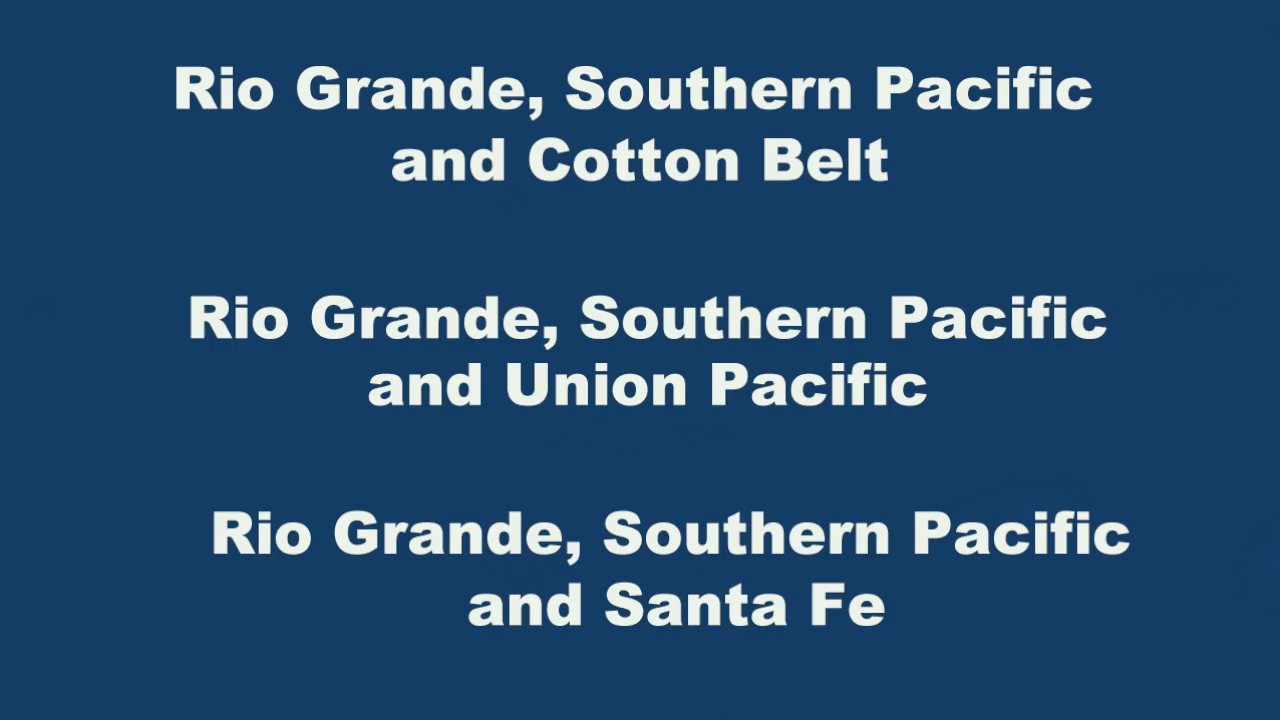 Rio Grande, Southern Pacific
and Cotton Belt
Rio Grande, Southern Pacific
and Union Pacific
Rio Grande, Southern Pacific
and Santa Fe